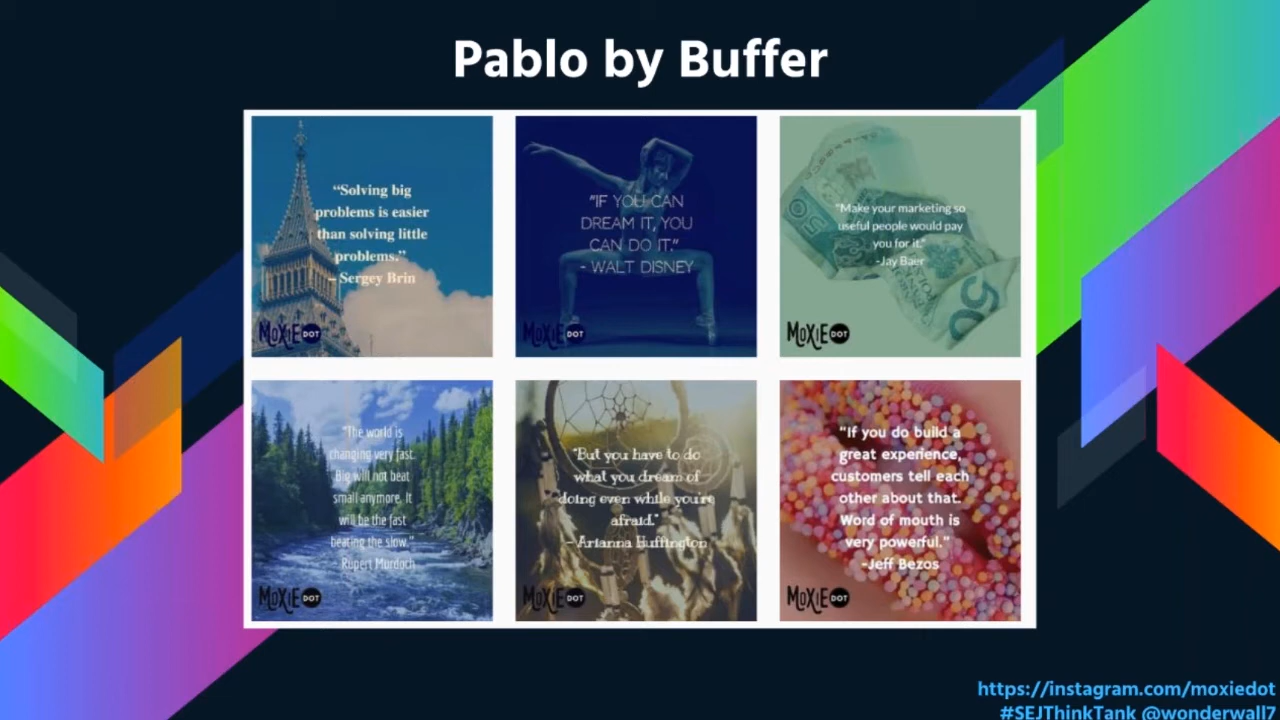 Pablo by Buffer
“Solving big
problems is easier
than solving little
problems.”
– Sergey Brin
MOXIE DOT
"IF YOU CAN
DREAM IT, YOU
CAN DO IT."
- WALT DISNEY
MOXIE DOT
"Make your marketing so
useful people would pay
you for it."
-Jay Baer
MOXIE DOT
"The world is
changing very fast.
Big will not beat
small anymore. It
will be the fast
beating the slow."
- Rupert Murdoch
MOXIE DOT
"But you have to do
what you dream of
doing even while you're
afraid."
- Arianna Huffington
MOXIE DOT
"If you do build a
great experience,
customers tell each
other about that.
Word of mouth is
very powerful."
-Jeff Bezos
MOXIE DOT
https://instagram.com/moxiedot
#SEJThinkTank @wonderwall7